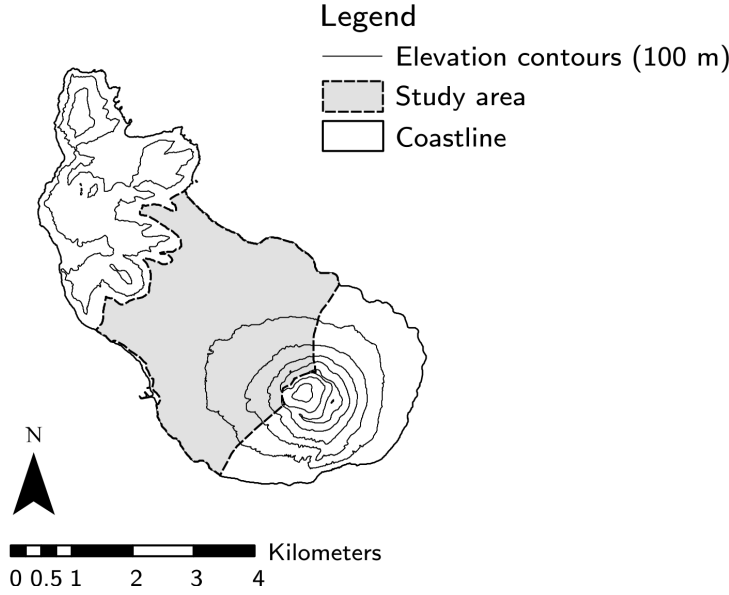 Legend
Elevation contours (100 m)
Study area
Coastline
N
Kilometers
0 0.5 1 2 3 4